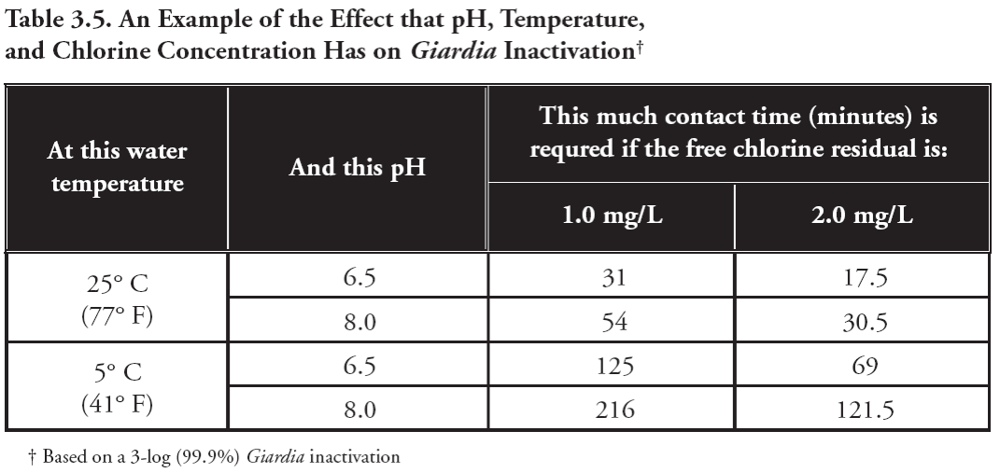 Table 3.5. An Example of the Effect that pH, Temperature,
and Chlorine Concentration Has on Giardia Inactivation†
At this water
temperature
And this pH
This much contact time (minutes) is
requred if the free chlorine residual is:
1.0 mg/L
2.0 mg/L
25° C
(77° F)
6.5
31
17.5
8.0
54
30.5
5° C
(41° F)
6.5
125
69
8.0
216
121.5
† Based on a 3-log (99.9%) Giardia inactivation